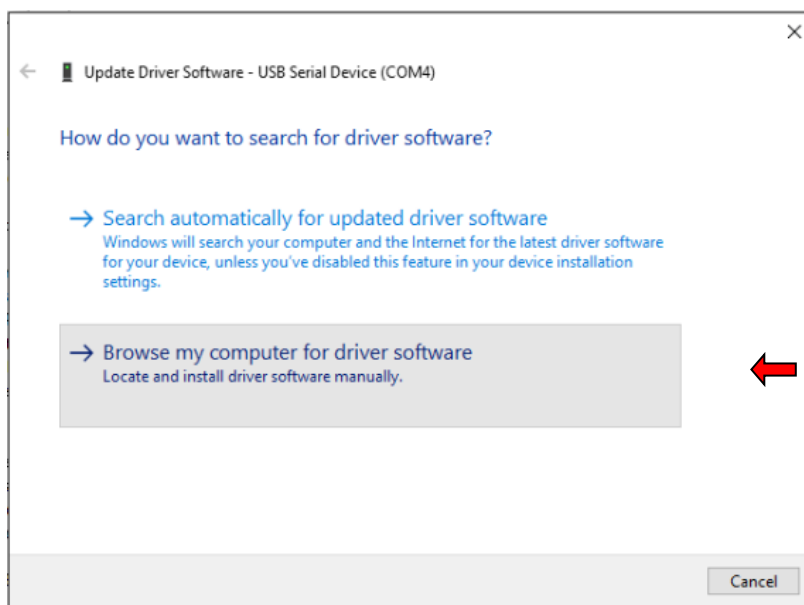 Update Driver Software - USB Serial Device (COM4)
How do you want to search for driver software?
Search automatically for updated driver software
Windows will search your computer and the Internet for the latest driver software
for your device, unless you've disabled this feature in your device installation
settings.
Browse my computer for driver software
Locate and install driver software manually.
Cancel